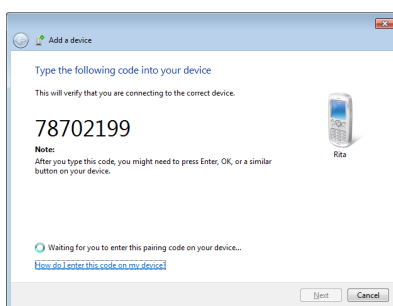 Add a device
Type the following code into your device
This will verify that you are connecting to the correct device.
78702199
Note:
After you type this code, you might need to press Enter, OK, or a similar
button on your device.
Rita
Waiting for you to enter this pairing code on your device...
How do I enter this code on my device?
Next
Cancel